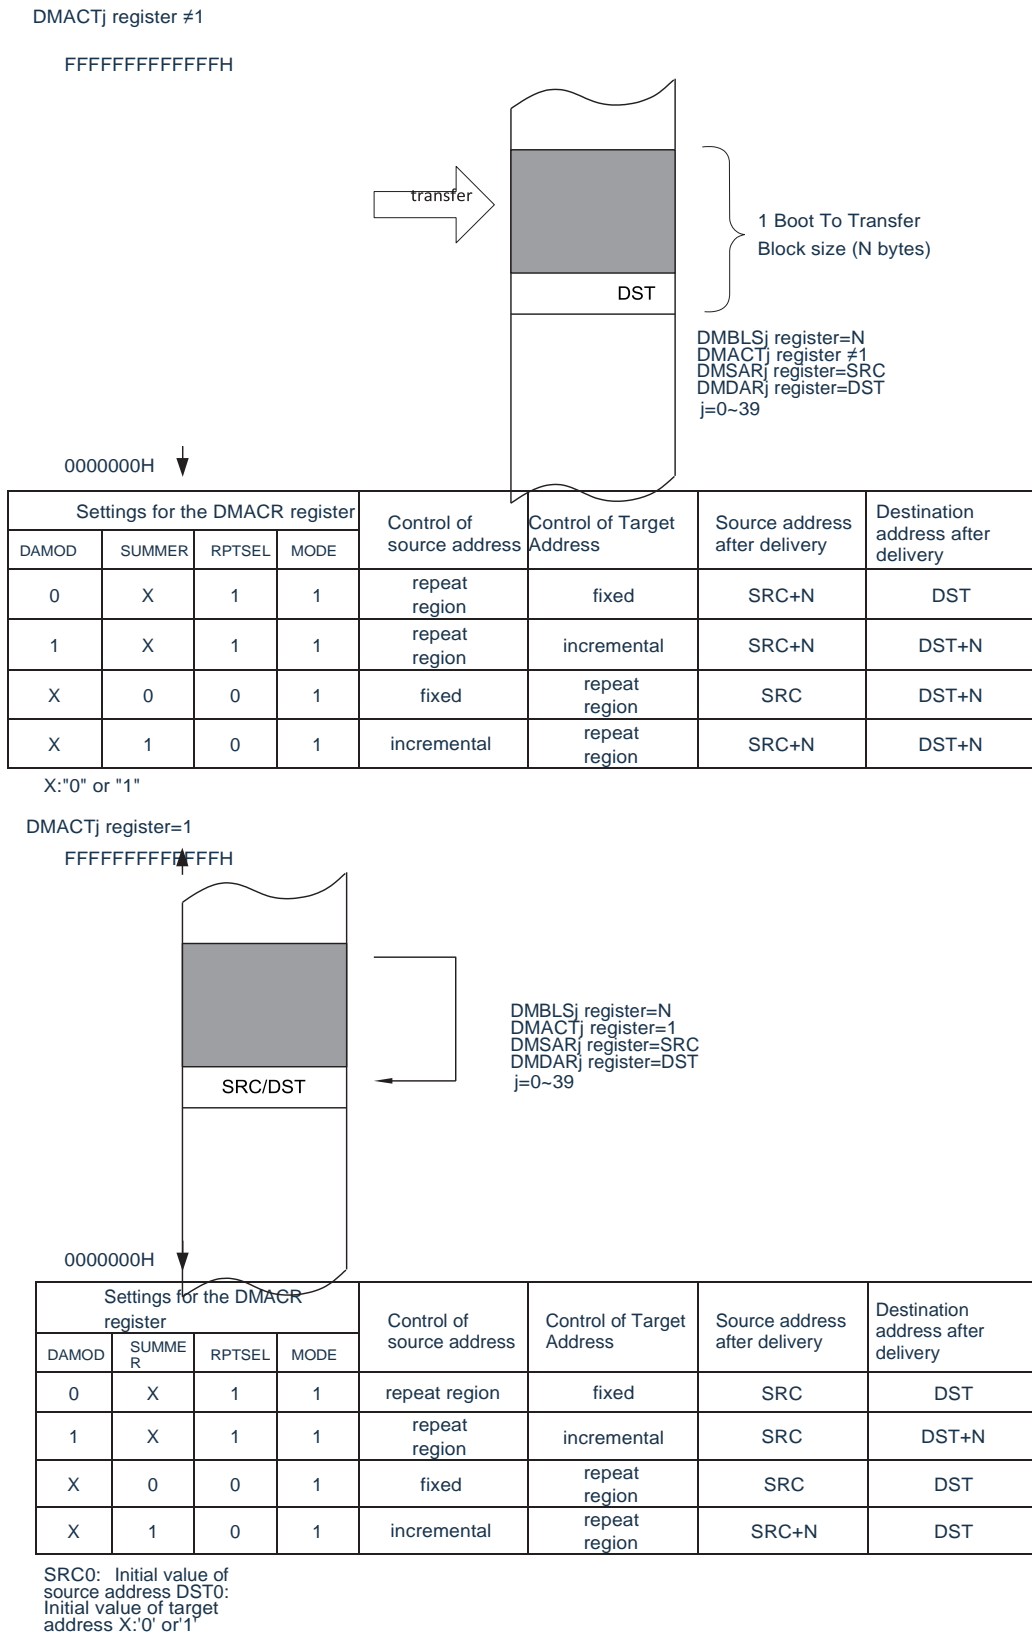 DMACTj register ≠1
FFFFFFFFFFFFFH
transfer
1 Boot To Transfer
Block size (N bytes)
DST
DMBLSj register=N
DMACTj register ≠1
DMSARj register=SRC
DMDARj register=DST
j=0~39
0000000H
Settings for the DMACR register
Control of
source address
Control of Target
Address
Source address
after delivery
Destination
address after
delivery
DAMOD SUMMER RPTSEL MODE
0 X 1 1 repeat
region fixed SRC+N DST
1 X 1 1 repeat
region incremental SRC+N DST+N
X 0 0 1 fixed repeat
region SRC DST+N
X 1 0 1 incremental repeat
region SRC+N DST+N
X:"0" or "1"
DMACTj register=1
FFFFFFFFFFFFFH
DMBLSj register=N
DMACTj register=1
DMSARj register=SRC
DMDARj register=DST
j=0~39
SRC/DST
0000000H
Settings for the DMACR
register
Control of
source address
Control of Target
Address
Source address
after delivery
Destination
address after
delivery
DAMOD SUMME
R RPTSEL MODE
0 X 1 1 repeat region fixed SRC DST
1 X 1 1 repeat
region incremental SRC DST+N
X 0 0 1 fixed repeat
region SRC DST
X 1 0 1 incremental repeat
region SRC+N DST
SRC0: Initial value of
source address DST0:
Initial value of target
address X:'0' or'1'